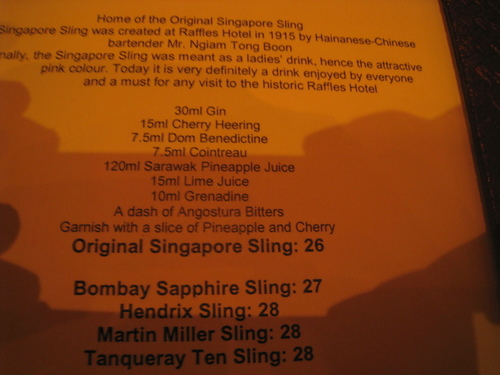 Home of the Original Singapore Sling
Singapore Sling was created at Raffles Hotel in 1915 by Hainanese-Chinese
bartender Mr. Ngiam Tong Boon
the Singapore Sling was meant as a ladies' drink, hence the attractive
pink colour. Today it is very definitely a drink enjoyed by everyone
and a must for any visit to the historic Raffles Hotel
30ml Gin
15ml Cherry Heering
7.5ml Dom Benedictine
7.5ml Cointreau
120ml Sarawak Pineapple Juice
15ml Lime Juice
10ml Grenadine
A dash of Angostura Bitters
Garnish with a slice of Pineapple and Cherry
Original Singapore Sling: 26
Bombay Sapphire Sling: 27
Hendrix Sling: 28
Martin Miller Sling: 28
Tanqueray Ten Sling: 28